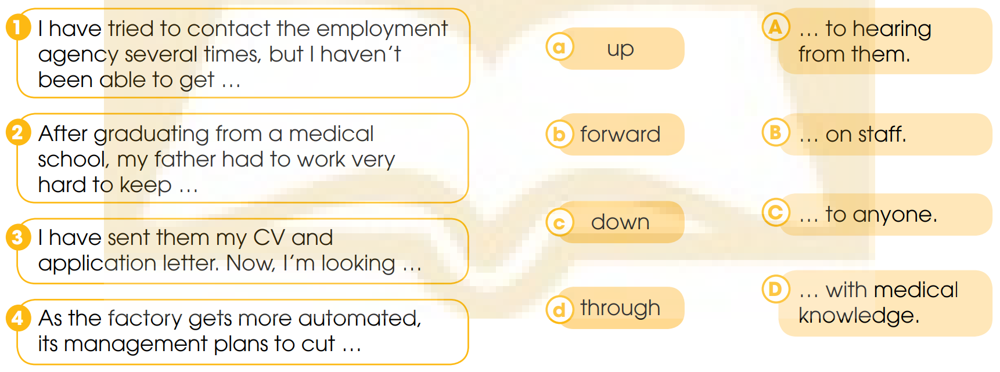 1 I have tried to contact the employment
agency several times, but I haven't
been able to get ...
2 After graduating from a medical
school, my father had to work very
hard to keep ...
3 I have sent them my CV and
application letter. Now, I'm looking ...
4 As the factory gets more automated,
its management plans to cut ...
a up
b forward
c down
d through
A ... to hearing
from them.
B ... on staff.
C ... to anyone.
D ... with medical
knowledge.